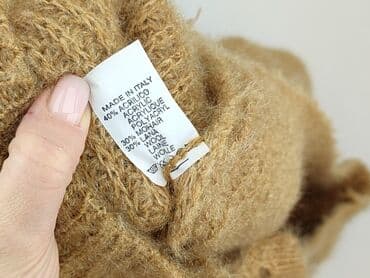 MADE IN ITALY
40% ACRILICO
ACRYLIC
ACRYLIQUE
POLYACRYL
30% MOHAIR
30% LANA
WOOL
LAINE
WOLLE